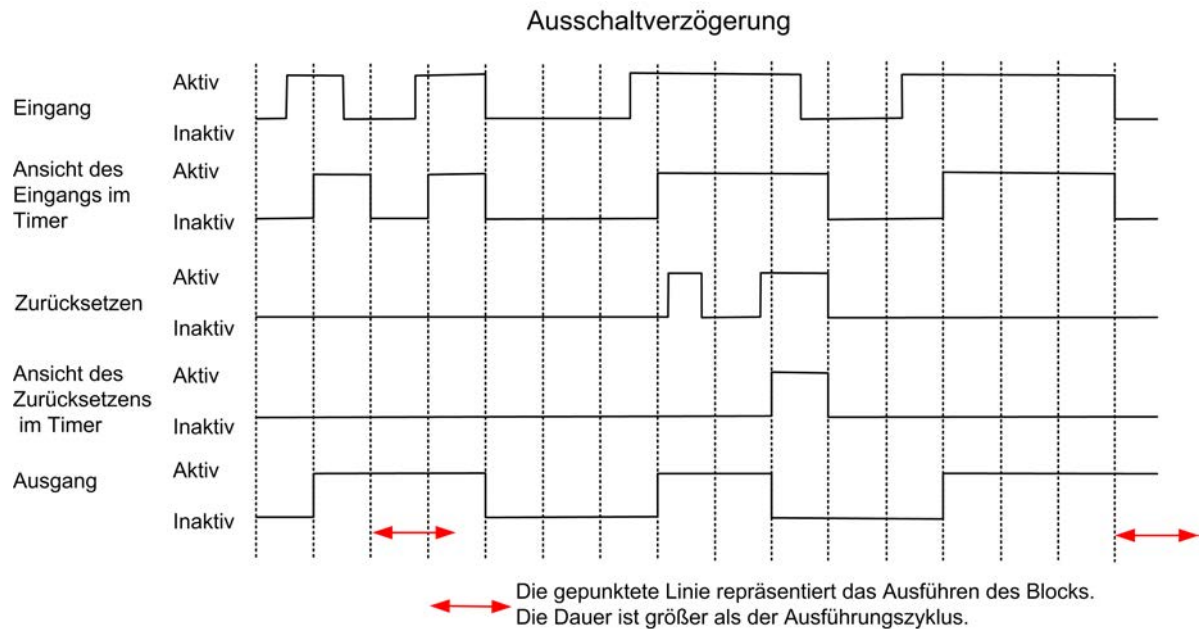 Ausschaltverzögerung
Aktiv
Eingang
Inaktiv
Ansicht des
Eingangs im
Timer
Aktiv
Inaktiv
Aktiv
Zurücksetzen
Inaktiv
Ansicht des
Zurücksetzens
im Timer
Aktiv
Inaktiv
Aktiv
Ausgang
Inaktiv
Die gepunktete Linie repräsentiert das Ausführen des Blocks.
Die Dauer ist größer als der Ausführungszyklus.